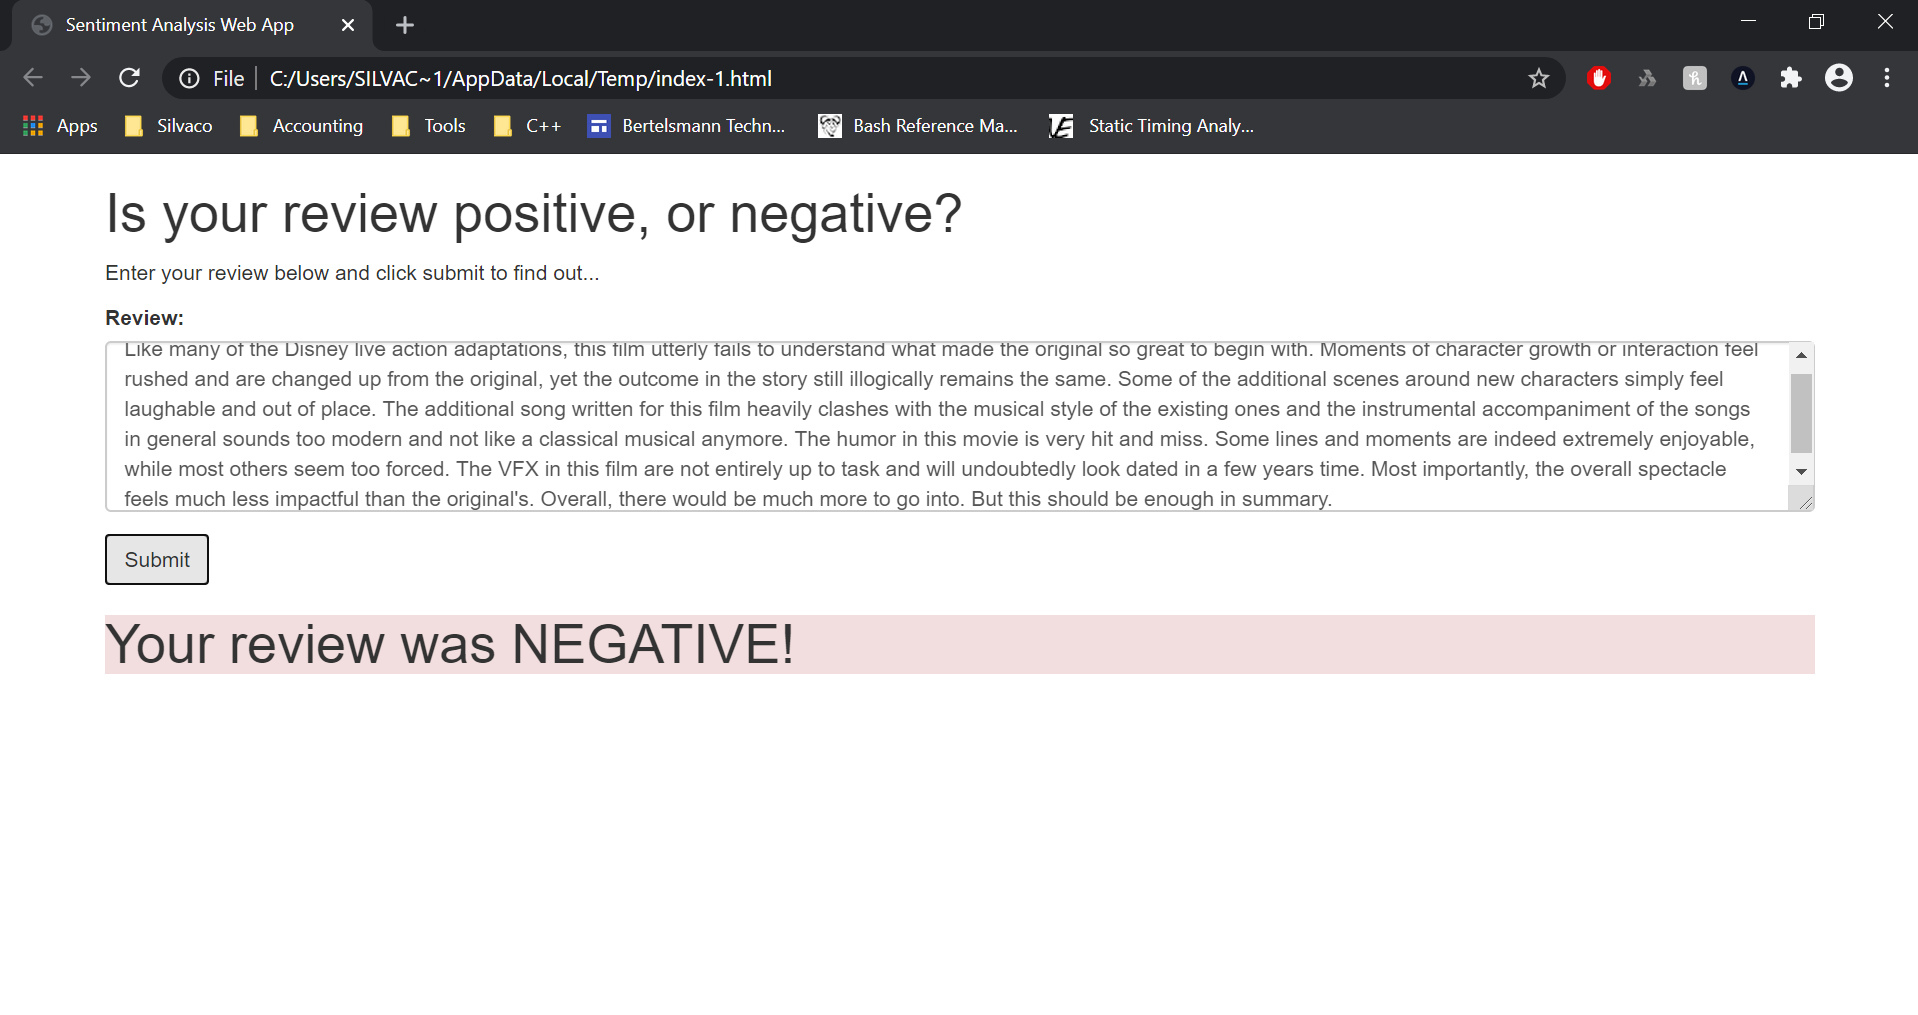 Sentiment Analysis Web App
File C:/Users/SILVAC~1/AppData/Local/Temp/index-1.html
Apps Silvaco Accounting Tools C++ Bertelsmann Techn... Bash Reference Ma... Static Timing Analy...
Is your review positive, or negative?
Enter your review below and click submit to find out...
Review:
Like many of the Disney live action adaptations, this film utterly fails to understand what made the original so great to begin with. Moments of character growth or interaction feel
rushed and are changed up from the original, yet the outcome in the story still illogically remains the same. Some of the additional scenes around new characters simply feel
laughable and out of place. The additional song written for this film heavily clashes with the musical style of the existing ones and the instrumental accompaniment of the songs
in general sounds too modern and not like a classical musical anymore. The humor in this movie is very hit and miss. Some lines and moments are indeed extremely enjoyable,
while most others seem too forced. The VFX in this film are not entirely up to task and will undoubtedly look dated in a few years time. Most importantly, the overall spectacle
feels much less impactful than the original's. Overall, there would be much more to go into. But this should be enough in summary.
Submit
Your review was NEGATIVE!